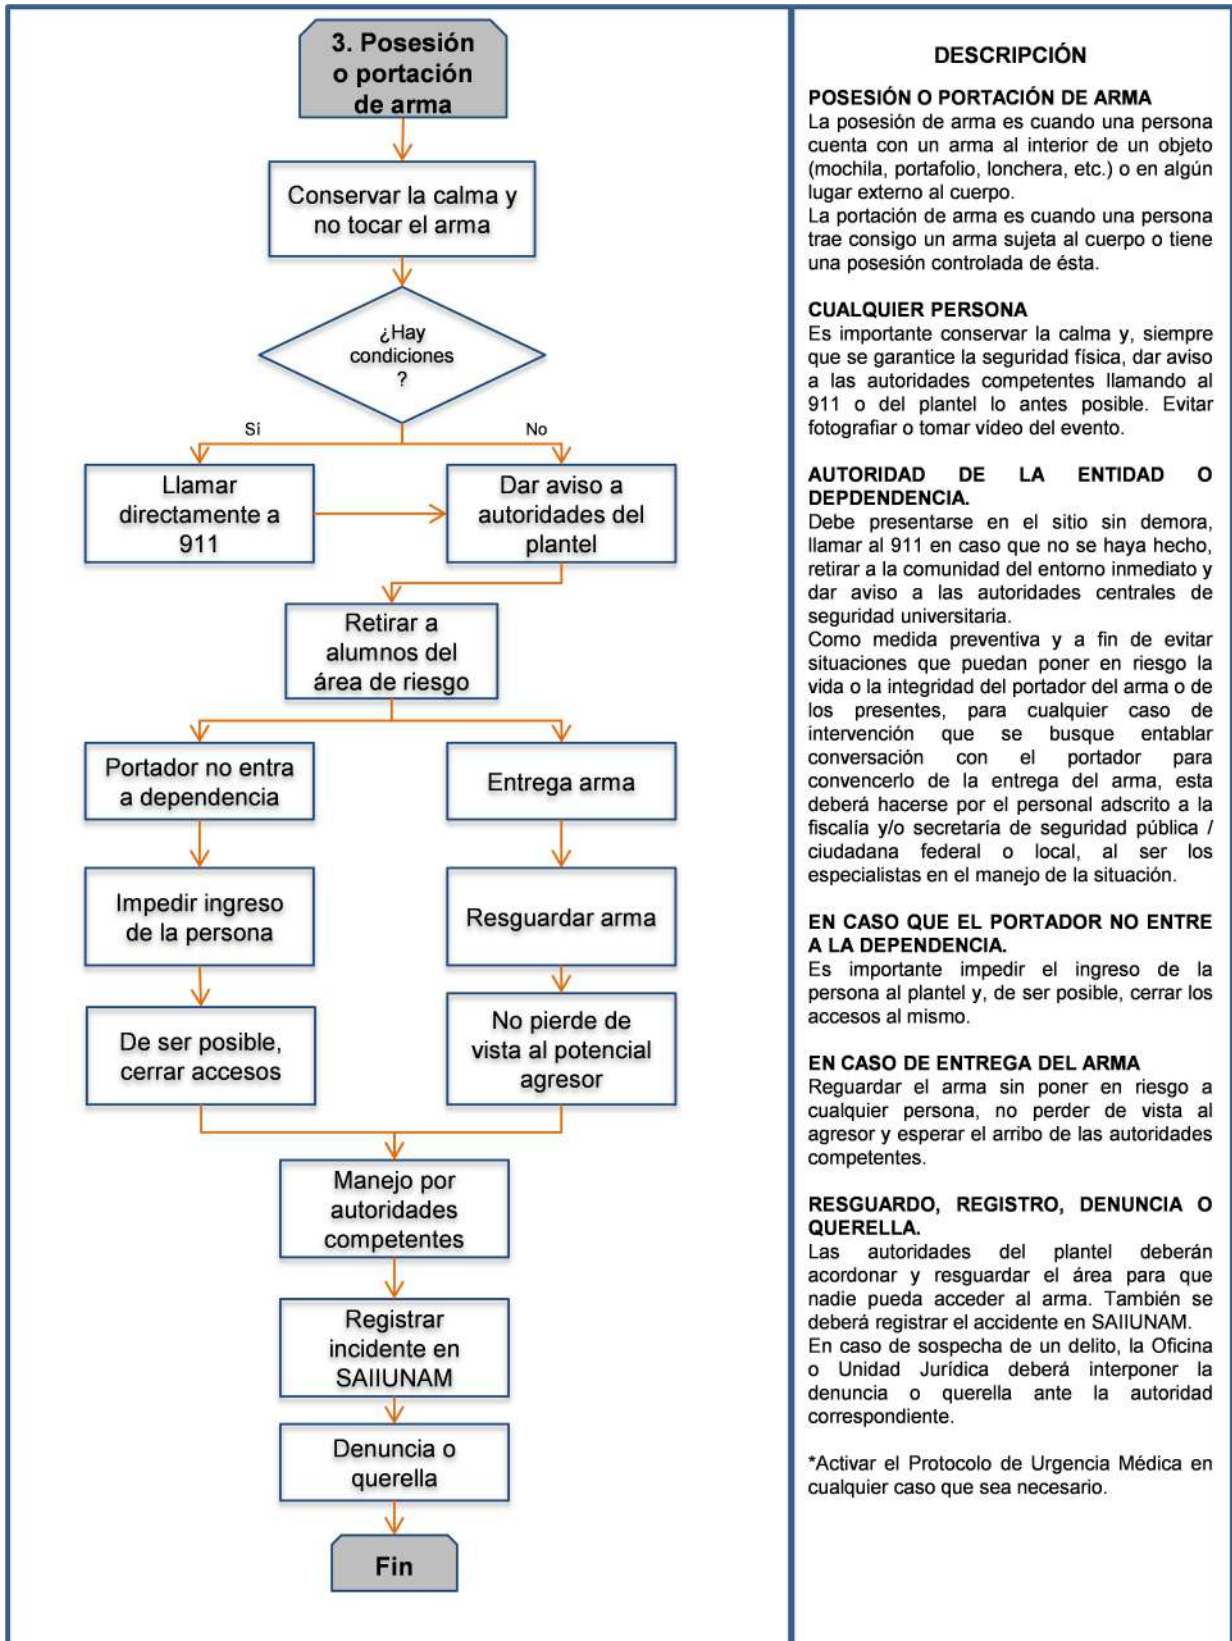 3. Posesión
o portación
de arma
Conservar la calma y
no tocar el arma
¿Hay
condiciones
?
Sí
No
Llamar
directamente a
911
Dar aviso a
autoridades del
plantel
Retirar a
alumnos del
área de riesgo
Portador no entra
a dependencia
Entrega arma
Impedir ingreso
de la persona
Resguardar arma
De ser posible,
cerrar accesos
No pierde de
vista al potencial
agresor
Manejo por
autoridades
competentes
Registrar
incidente en
SAIIUNAM
Denuncia o
querella
Fin
DESCRIPCIÓN
POSESIÓN O PORTACIÓN DE ARMA
La posesión de arma es cuando una persona
cuenta con un arma al interior de un objeto
(mochila, portafolio, lonchera, etc.) o en algún
lugar externo al cuerpo.
La portación de arma es cuando una persona
trae consigo un arma sujeta al cuerpo o tiene
una posesión controlada de ésta.
CUALQUIER PERSONA
Es importante conservar la calma y, siempre
que se garantice la seguridad física, dar aviso
a las autoridades competentes llamando al
911 o del plantel lo antes posible. Evitar
fotografiar o tomar vídeo del evento.
AUTORIDAD DE LA ENTIDAD O
DEPDENDENCIA.
Debe presentarse en el sitio sin demora,
llamar al 911 en caso que no se haya hecho,
retirar a la comunidad del entorno inmediato y
dar aviso a las autoridades centrales de
seguridad universitaria.
Como medida preventiva y a fin de evitar
situaciones que puedan poner en riesgo la
vida o la integridad del portador del arma o de
los presentes, para cualquier caso de
intervención que se busque entablar
conversación con el portador para
convencerlo de la entrega del arma, esta
deberá hacerse por el personal adscrito a la
fiscalía y/o secretaría de seguridad pública /
ciudadana federal o local, al ser los
especialistas en el manejo de la situación.
EN CASO QUE EL PORTADOR NO ENTRE
A LA DEPENDENCIA.
Es importante impedir el ingreso de la
persona al plantel y, de ser posible, cerrar los
accesos al mismo.
EN CASO DE ENTREGA DEL ARMA
Reguardar el arma sin poner en riesgo a
cualquier persona, no perder de vista al
agresor y esperar el arribo de las autoridades
competentes.
RESGUARDO, REGISTRO, DENUNCIA O
QUERELLA.
Las autoridades del plantel deberán
acordonar y resguardar el área para que
nadie pueda acceder al arma. También se
deberá registrar el accidente en SAIIUNAM.
En caso de sospecha de un delito, la Oficina
o Unidad Jurídica deberá interponer la
denuncia o querella ante la autoridad
correspondiente.
*Activar el Protocolo de Urgencia Médica en
cualquier caso que sea necesario.